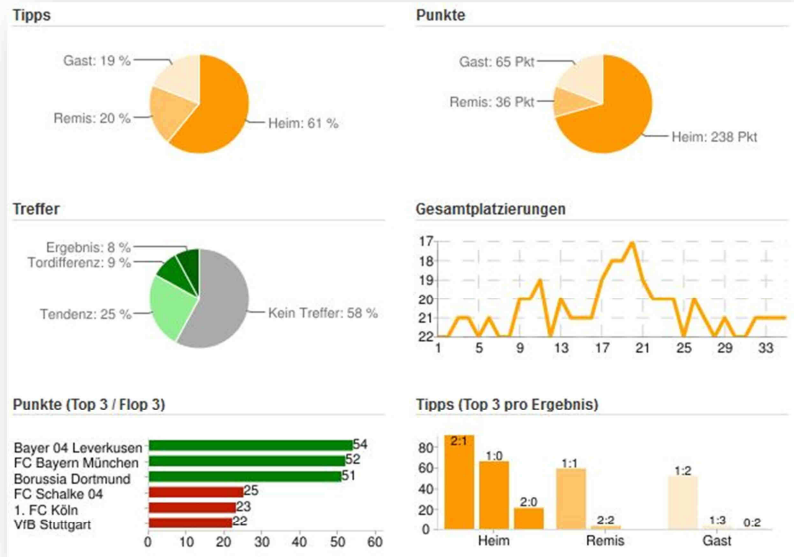 Tipps
Gast: 19 %
Remis: 20 %
Heim: 61 %
Punkte
Gast: 65 Pkt
Remis: 36 Pkt
Heim: 238 Pkt
Treffer
Ergebnis: 8 %
Tordifferenz: 9 %
Tendenz: 25 %
Kein Treffer: 58 %
Gesamtplatzierungen
17
18
19
20
21
22
1 5 9 13 17 21 25 29 33
Punkte (Top 3 / Flop 3)
Bayer 04 Leverkusen 54
FC Bayern München 52
Borussia Dortmund 51
FC Schalke 04 25
1. FC Köln 23
VfB Stuttgart 22
0 10 20 30 40 50 60
Tipps (Top 3 pro Ergebnis)
80
60
40
20
0
2:1 1:0 2:0
1:1 2:2
1:2 1:3 0:2
Heim Remis Gast